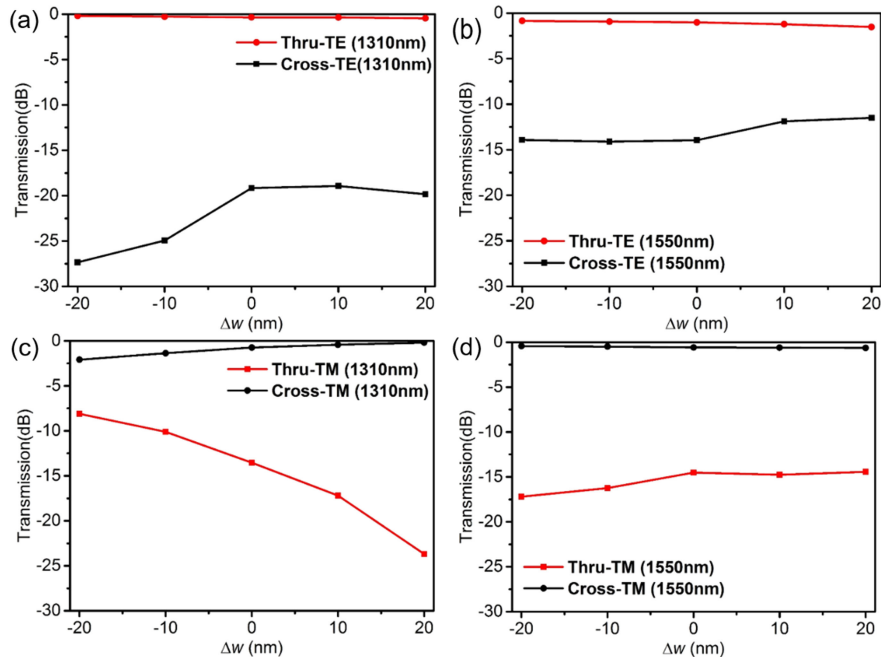 (a)
0
-5
-10
-15
-20
-25
-30
Transmission(dB)
Thru-TE (1310nm)
Cross-TE(1310nm)
-20 -10 0 10 20
Δw (nm)
(b)
0
-5
-10
-15
-20
-25
-30
Transmission(dB)
Thru-TE (1550nm)
Cross-TE (1550nm)
-20 -10 0 10 20
Δw (nm)
(c)
0
-5
-10
-15
-20
-25
-30
Transmission(dB)
Thru-TM (1310nm)
Cross-TM (1310nm)
-20 -10 0 10 20
Δw (nm)
(d)
0
-5
-10
-15
-20
-25
-30
Transmission(dB)
Thru-TM (1550nm)
Cross-TM (1550nm)
-20 -10 0 10 20
Δw (nm)